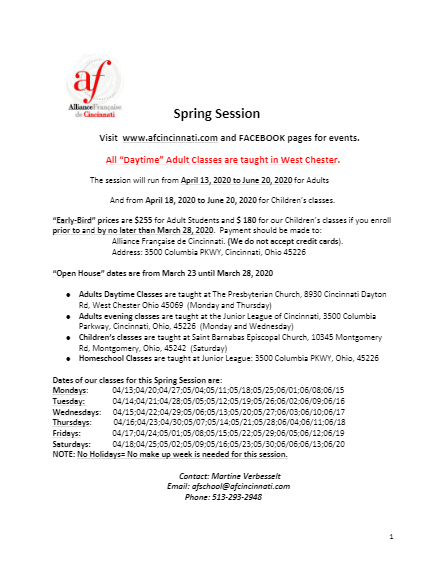 af
Alliance Française
de Cincinnati
Spring Session
Visit www.afcincinnati.com and FACEBOOK pages for events.
All "Daytime" Adult Classes are taught in West Chester.
The session will run from April 13, 2020 to June 20, 2020 for Adults
And from April 18, 2020 to June 20, 2020 for Children's classes.
"Early-Bird" prices are $255 for Adult Students and $ 180 for our Children's classes if you enroll
prior to and by no later than March 28, 2020. Payment should be made to:
Alliance Française de Cincinnati. (We do not accept credit cards).
Address: 3500 Columbia PKWY, Cincinnati, Ohio 45226
"Open House" dates are from March 23 until March 28, 2020
● Adults Daytime Classes are taught at The Presbyterian Church, 8930 Cincinnati Dayton
Rd, West Chester Ohio 45069 (Monday and Thursday)
● Adults evening classes are taught at the Junior League of Cincinnati, 3500 Columbia
Parkway, Cincinnati, Ohio, 45226 (Monday and Wednesday)
● Children's classes are taught at Saint Barnabas Episcopal Church, 10345 Montgomery
Rd, Montgomery, Ohio, 45242 (Saturday)
● Homeschool Classes are taught at Junior League: 3500 Columbia PKWY, Ohio, 45226
Dates of our classes for this Spring Session are:
Mondays: 04/13;04/20;04/27;05/04;05/11;05/18;05/25;06/01;06/08;06/15
Tuesday: 04/14;04/21;04/28;05/05;05/12;05/19;05/26;06/02;06/09;06/16
Wednesdays: 04/15;04/22;04/29;05/06;05/13;05/20;05/27;06/03;06/10;06/17
Thursdays: 04/16;04/23;04/30;05/07;05/14;05/21;05/28;06/04;06/11;06/18
Fridays: 04/17;04/24;05/01;05/08;05/15;05/22;05/29;06/05;06/12;06/19
Saturdays: 04/18;04/25;05/02;05/09;05/16;05/23;05/30;06/06;06/13;06/20
NOTE: No Holidays= No make up week is needed for this session.
Contact: Martine Verbesselt
Email: afschool@afcincinnati.com
Phone: 513-293-2948
1